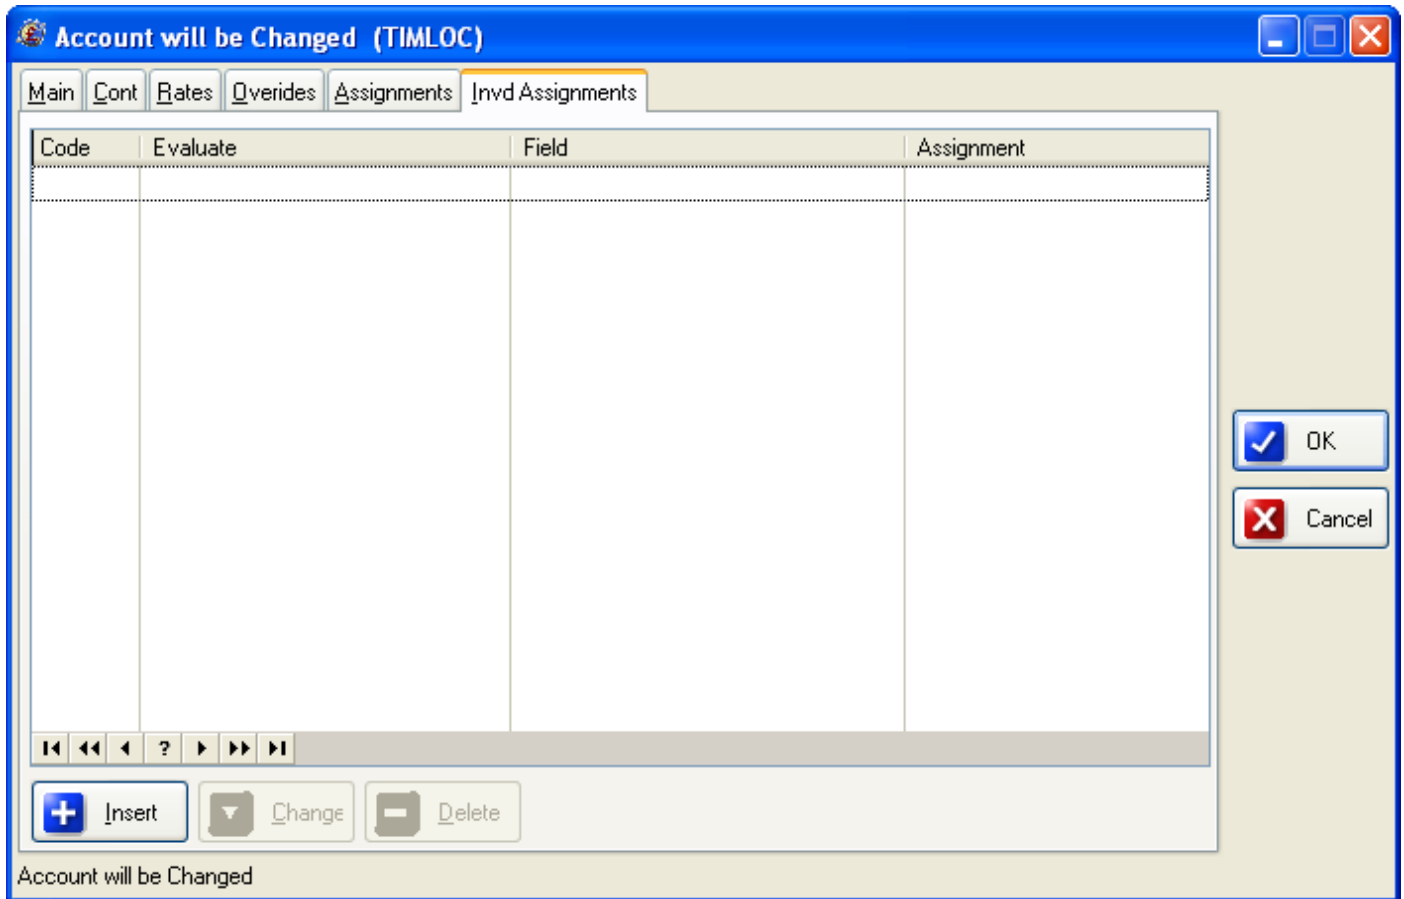 Account will be Changed  (TIMLOC)
Main Cont Rates Overides Assignments Invd Assignments
Code Evaluate Field Assignment
OK
Cancel
?
Insert Change Delete
Account will be Changed